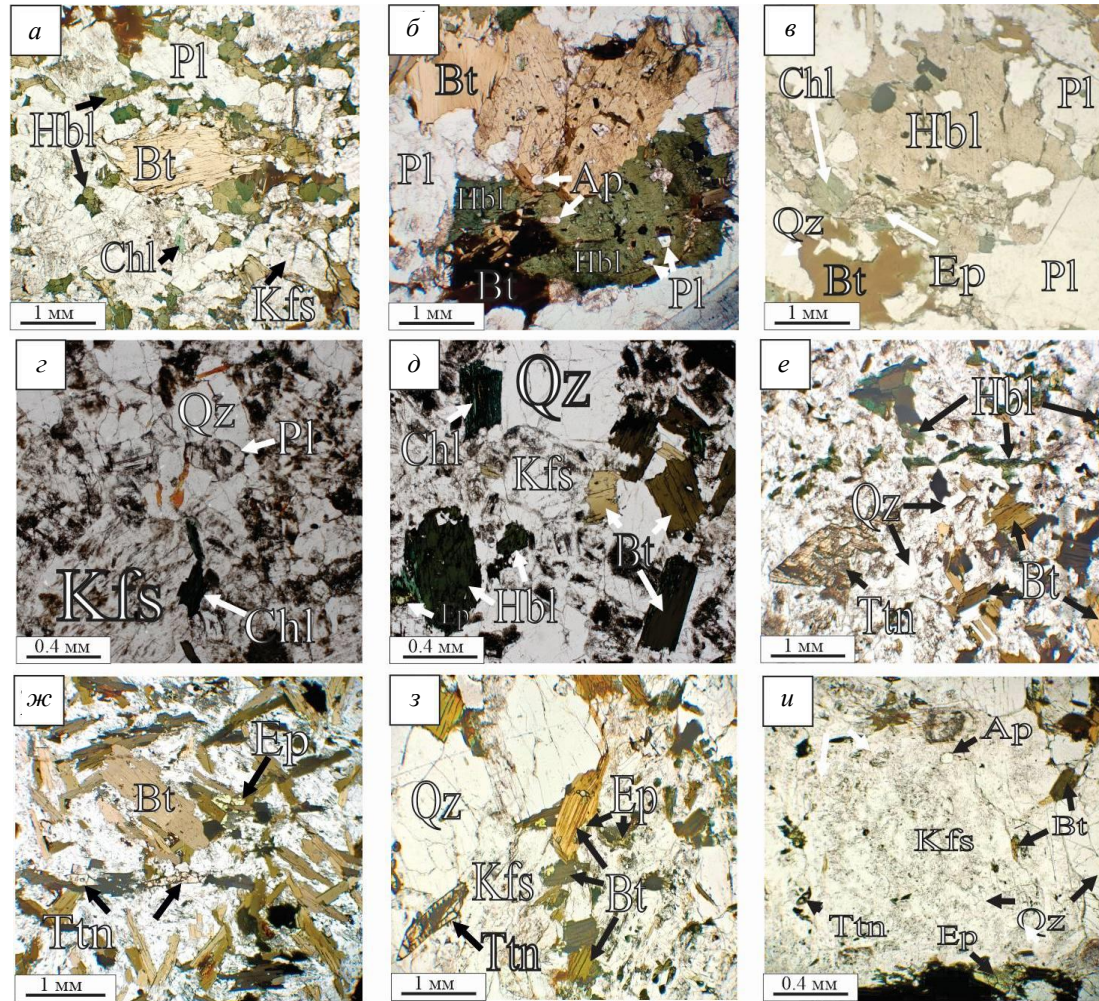 а
Pl
Hbl
Bt
Chl
Kfs
1 мм
б
Bt
Pl
Ap
Hbl
Hbl
Bt
Pl
1 мм
в
Chl
Pl
Hbl
Qz
Bt
Ep
Pl
1 мм
г
Qz
Pl
Kfs
Chl
0.4 мм
д
Qz
Chl
Kfs
Bt
Hbl
Ep
0.4 мм
е
Hbl
Qz
Bt
Ttn
1 мм
ж
Ep
Bt
Ttn
1 мм
з
Qz
Ep
Kfs
Bt
Ttn
1 мм
и
Ap
Bt
Kfs
Ttn
Qz
Ep
0.4 мм